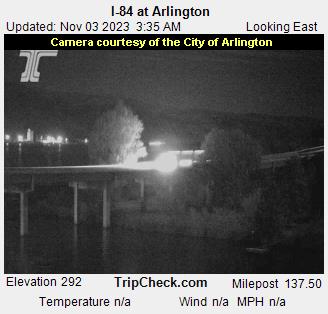 I-84 at Arlington
Updated: Nov 03 2023 3:35 AM Looking East
Camera courtesy of the City of Arlington
Elevation 292 TripCheck.com Milepost 137.50
Temperature n/a Wind n/a MPH n/a